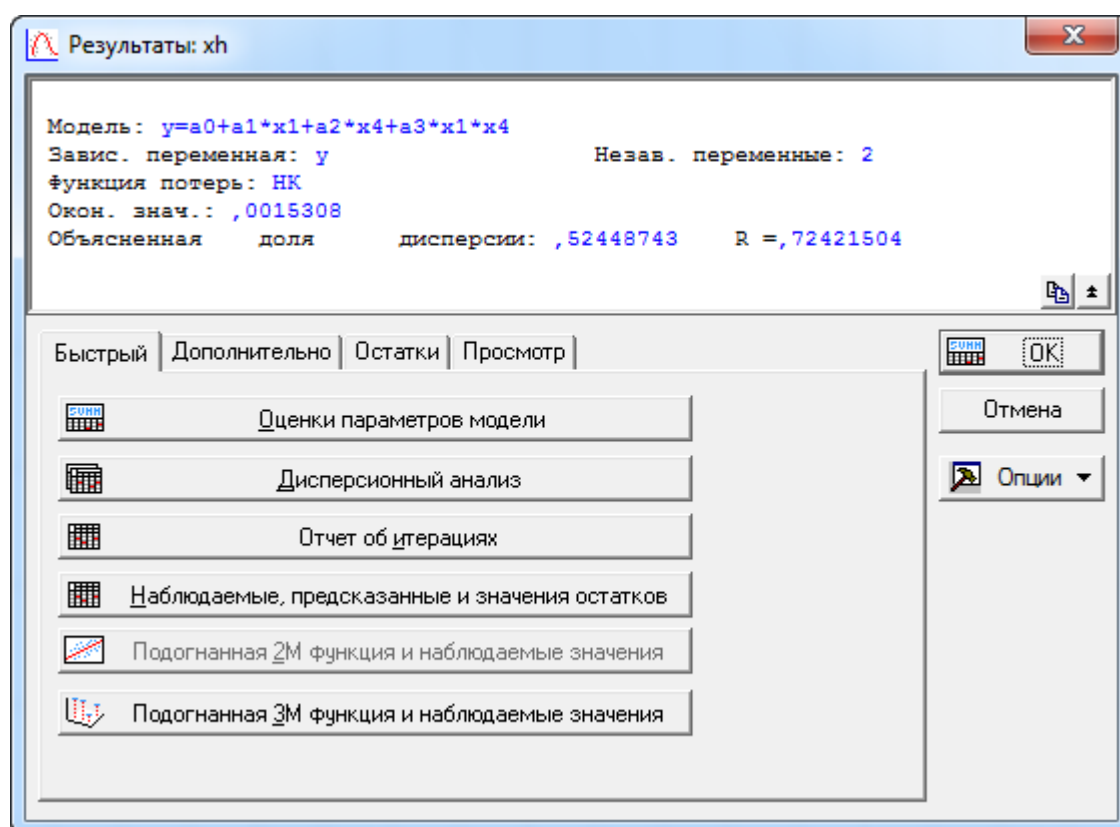 Результаты: xh
Модель: y=a0+a1*x1+a2*x4+a3*x1*x4
Завис. переменная: y Незав. переменные: 2
Функция потерь: НК
Окон. знач.: ,0015308
Объясненная доля дисперсии: ,52448743 R =,72421504
Быстрый Дополнительно Остатки Просмотр
SUMM OK
Отмена
Опции
SUMM Оценки параметров модели
Дисперсионный анализ
Отчет об итерациях
Наблюдаемые, предсказанные и значения остатков
Подогнанная 2М функция и наблюдаемые значения
Подогнанная 3М функция и наблюдаемые значения